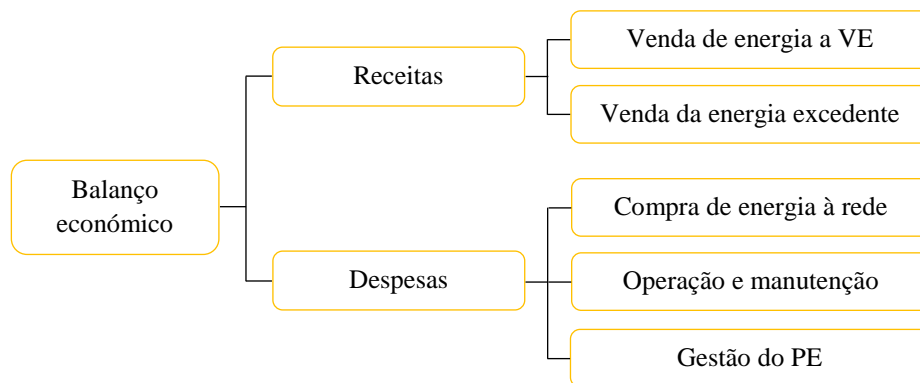 Venda de energia a VE
Receitas
Venda da energia excedente
Balanço
económico
Compra de energia à rede
Despesas
Operação e manutenção
Gestão do PE